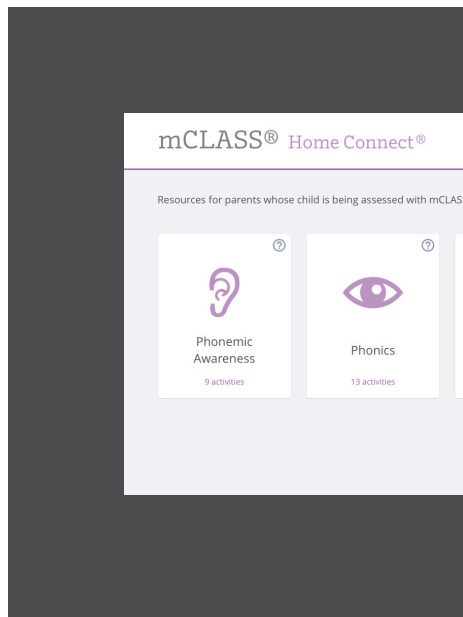 mCLASS® Home Connect®
Resources for parents whose child is being assessed with
Phonemic
Awareness
9 activities
Phonics
13 activities